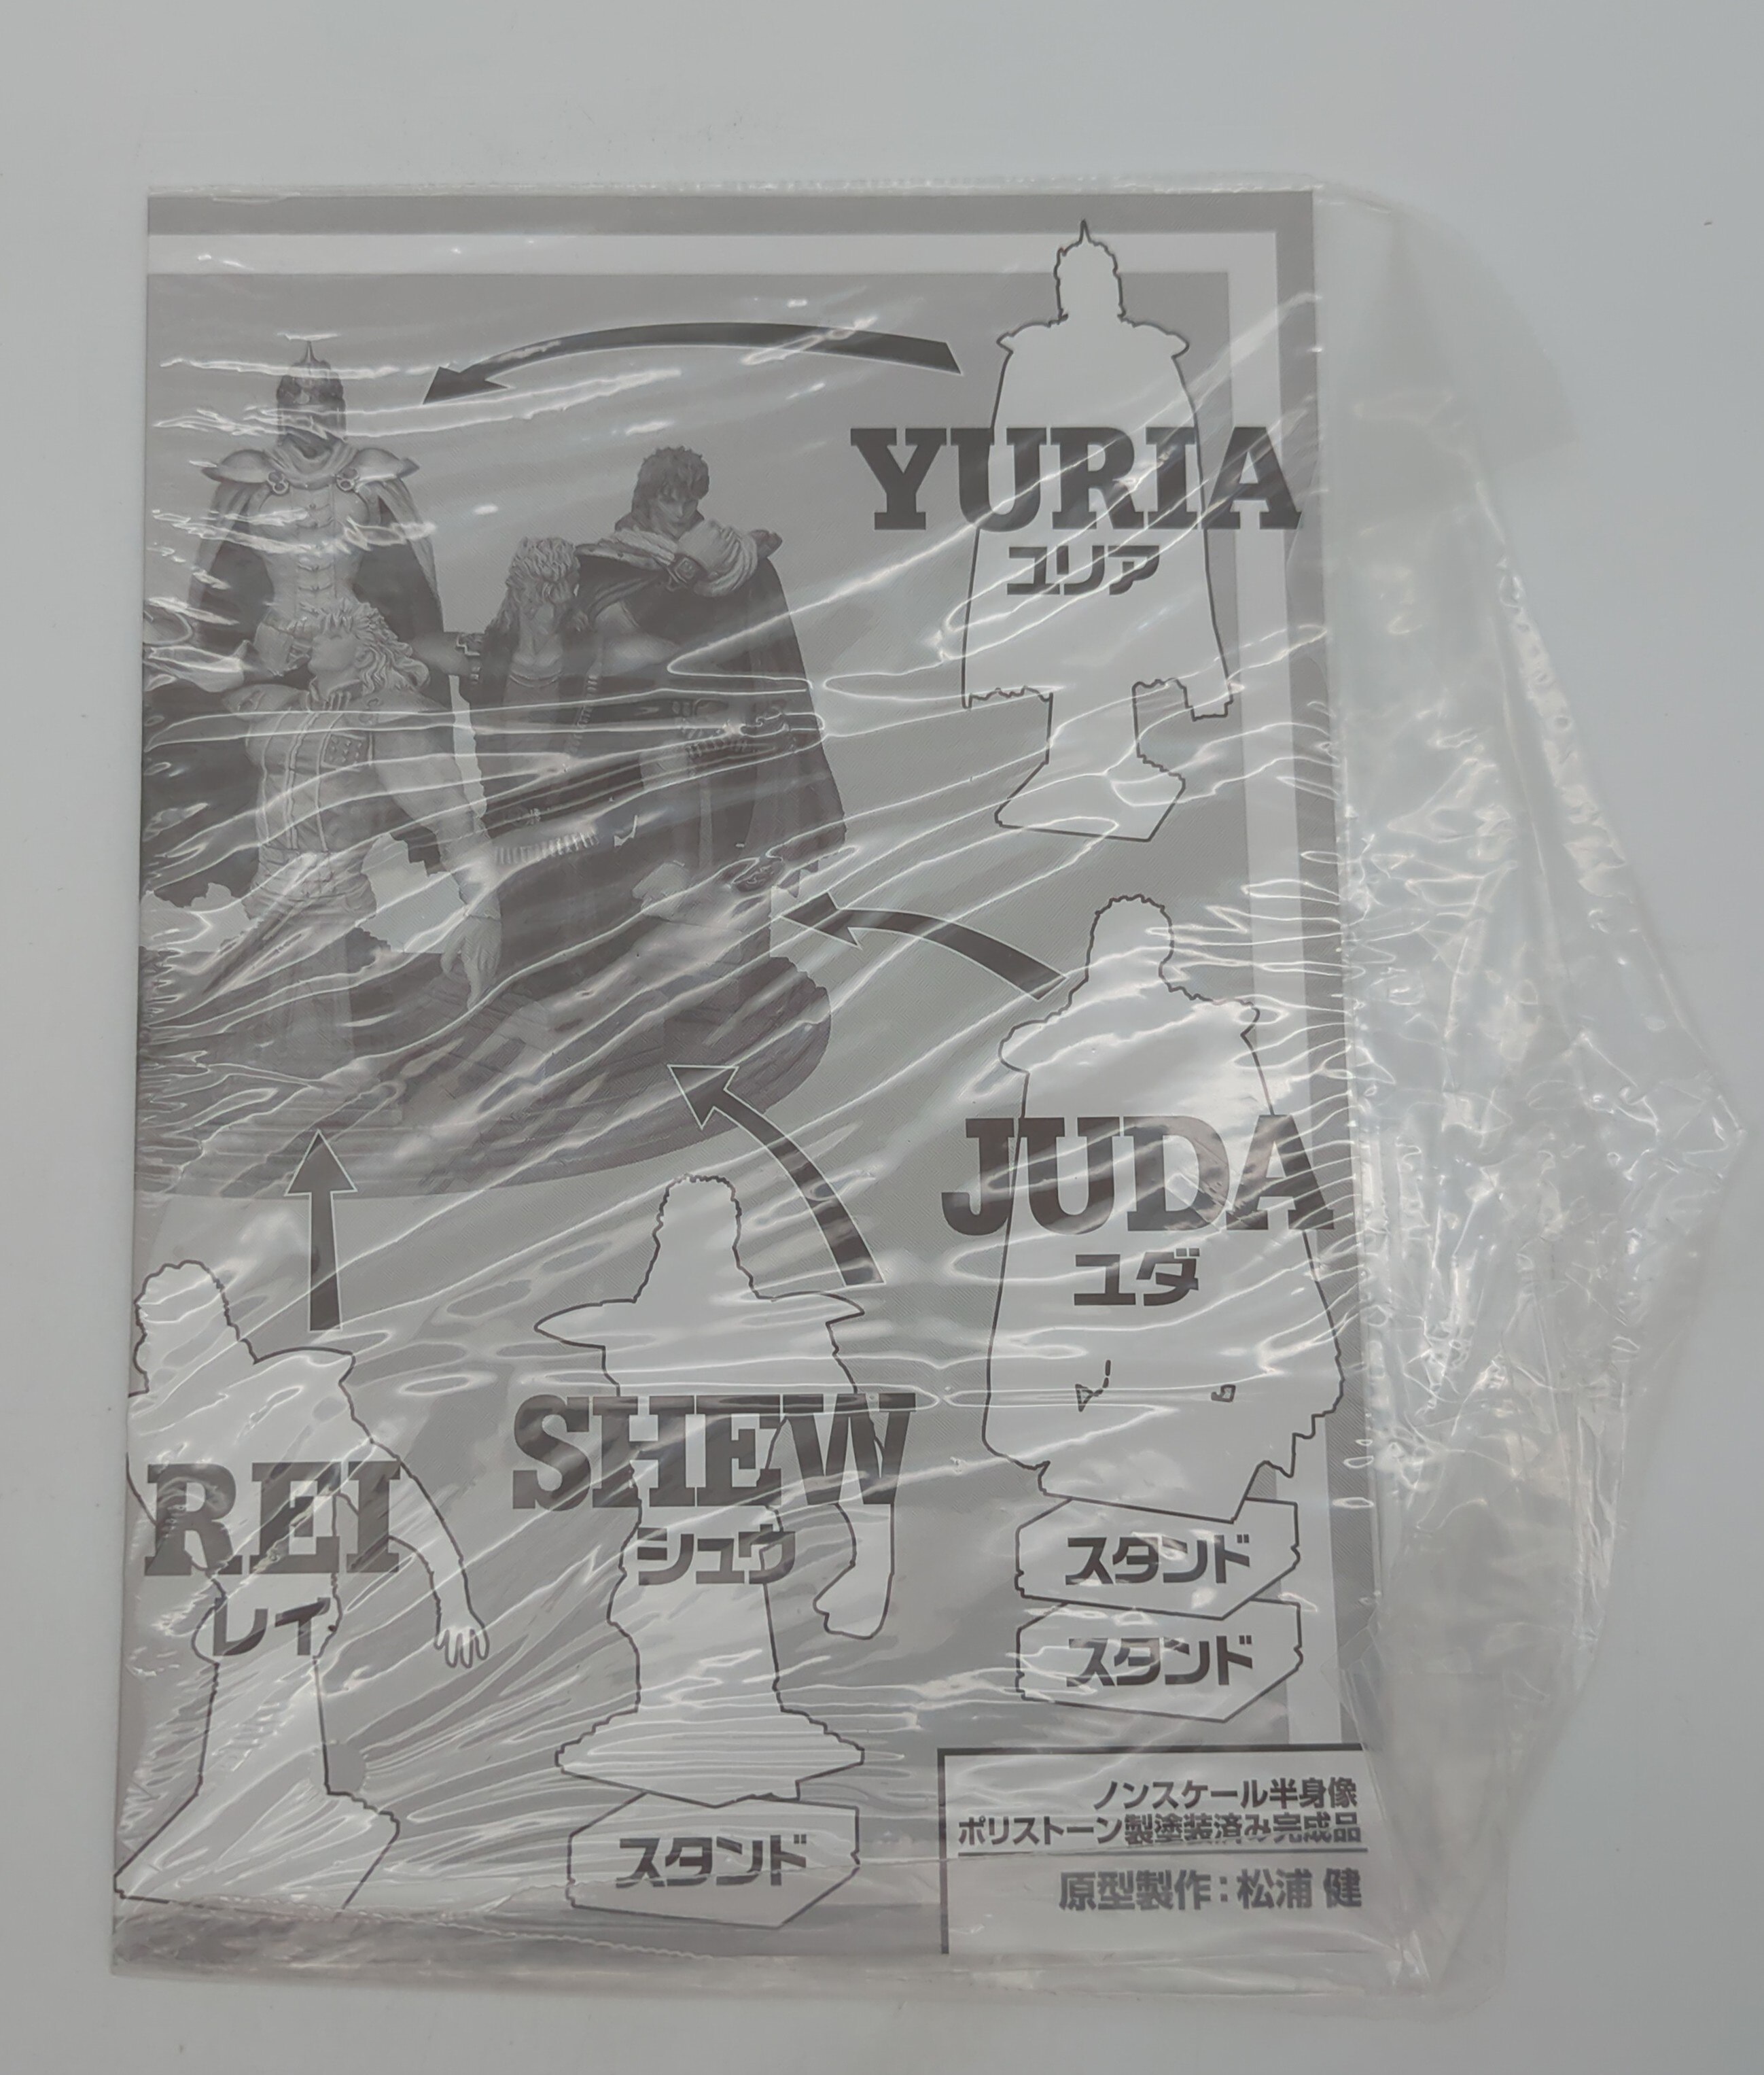 YURIA
ユリア
JUDA
ユダ
SHEW
シュウ
REI
レイ
スタンド
スタンド
スタンド
ノンスケール半身像
ポリストーン製塗装済み完成品
原型製作：松浦 健